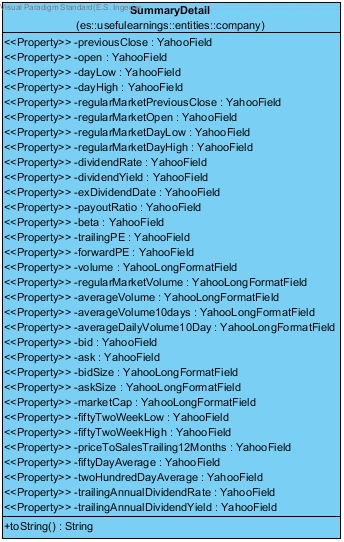 Visual Paradigm Standard(E.S. Ingen
SummaryDetail
(es::usefulearnings::entities::company)
<<Property>> -previousClose : YahooField
<<Property>> -open : YahooField
<<Property>> -dayLow : YahooField
<<Property>> -dayHigh : YahooField
<<Property>> -regularMarketPreviousClose : YahooField
<<Property>> -regularMarketOpen : YahooField
<<Property>> -regularMarketDayLow : YahooField
<<Property>> -regularMarketDayHigh : YahooField
<<Property>> -dividendRate : YahooField
<<Property>> -dividendYield : YahooField
<<Property>> -exDividendDate : YahooField
<<Property>> -payoutRatio : YahooField
<<Property>> -beta : YahooField
<<Property>> -trailingPE : YahooField
<<Property>> -forwardPE : YahooField
<<Property>> -volume : YahooLongFormatField
<<Property>> -regularMarketVolume : YahooLongFormatField
<<Property>> -averageVolume : YahooLongFormatField
<<Property>> -averageVolume10days : YahooLongFormatField
<<Property>> -averageDailyVolume10Day : YahooLongFormatField
<<Property>> -bid : YahooField
<<Property>> -ask : YahooField
<<Property>> -bidSize : YahooLongFormatField
<<Property>> -askSize : YahooLongFormatField
<<Property>> -marketCap : YahooLongFormatField
<<Property>> -fiftyTwoWeekLow : YahooField
<<Property>> -fiftyTwoWeekHigh : YahooField
<<Property>> -priceToSalesTrailing12Months : YahooField
<<Property>> -fiftyDayAverage : YahooField
<<Property>> -twoHundredDayAverage : YahooField
<<Property>> -trailingAnnualDividendRate : YahooField
<<Property>> -trailingAnnualDividendYield : YahooField
+toString() : String